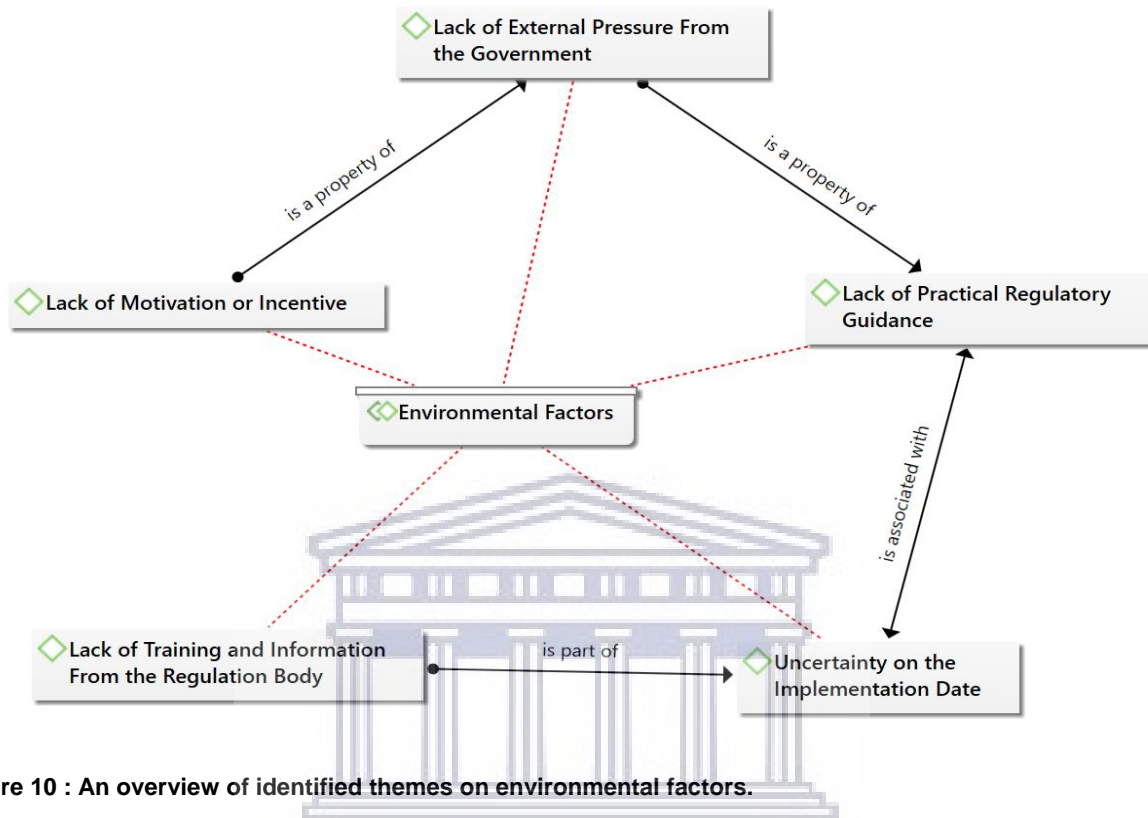 Lack of External Pressure From
the Government
is a property of
is a property of
Lack of Motivation or Incentive
Lack of Practical Regulatory
Guidance
Environmental Factors
is associated with
Lack of Training and Information
From the Regulation Body
is part of
Uncertainty on the
Implementation Date
re 10 : An overview of identified themes on environmental factors.